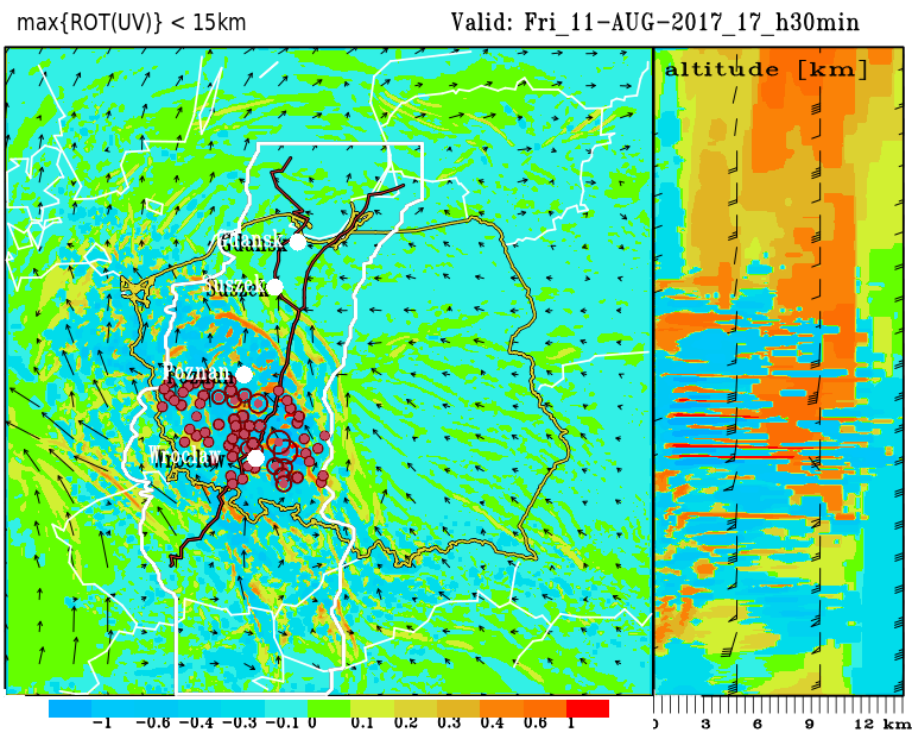 max{ROT(UV)} < 15km
Valid: Fri_11-AUG-2017_17_h30min
altitude [km]
Gdansk
Suszek
Poznan
Wroclaw
-1 -0.6 -0.4 -0.3 -0.1 0 0.1 0.2 0.3 0.4 0.6 1
0 3 6 9 12 km